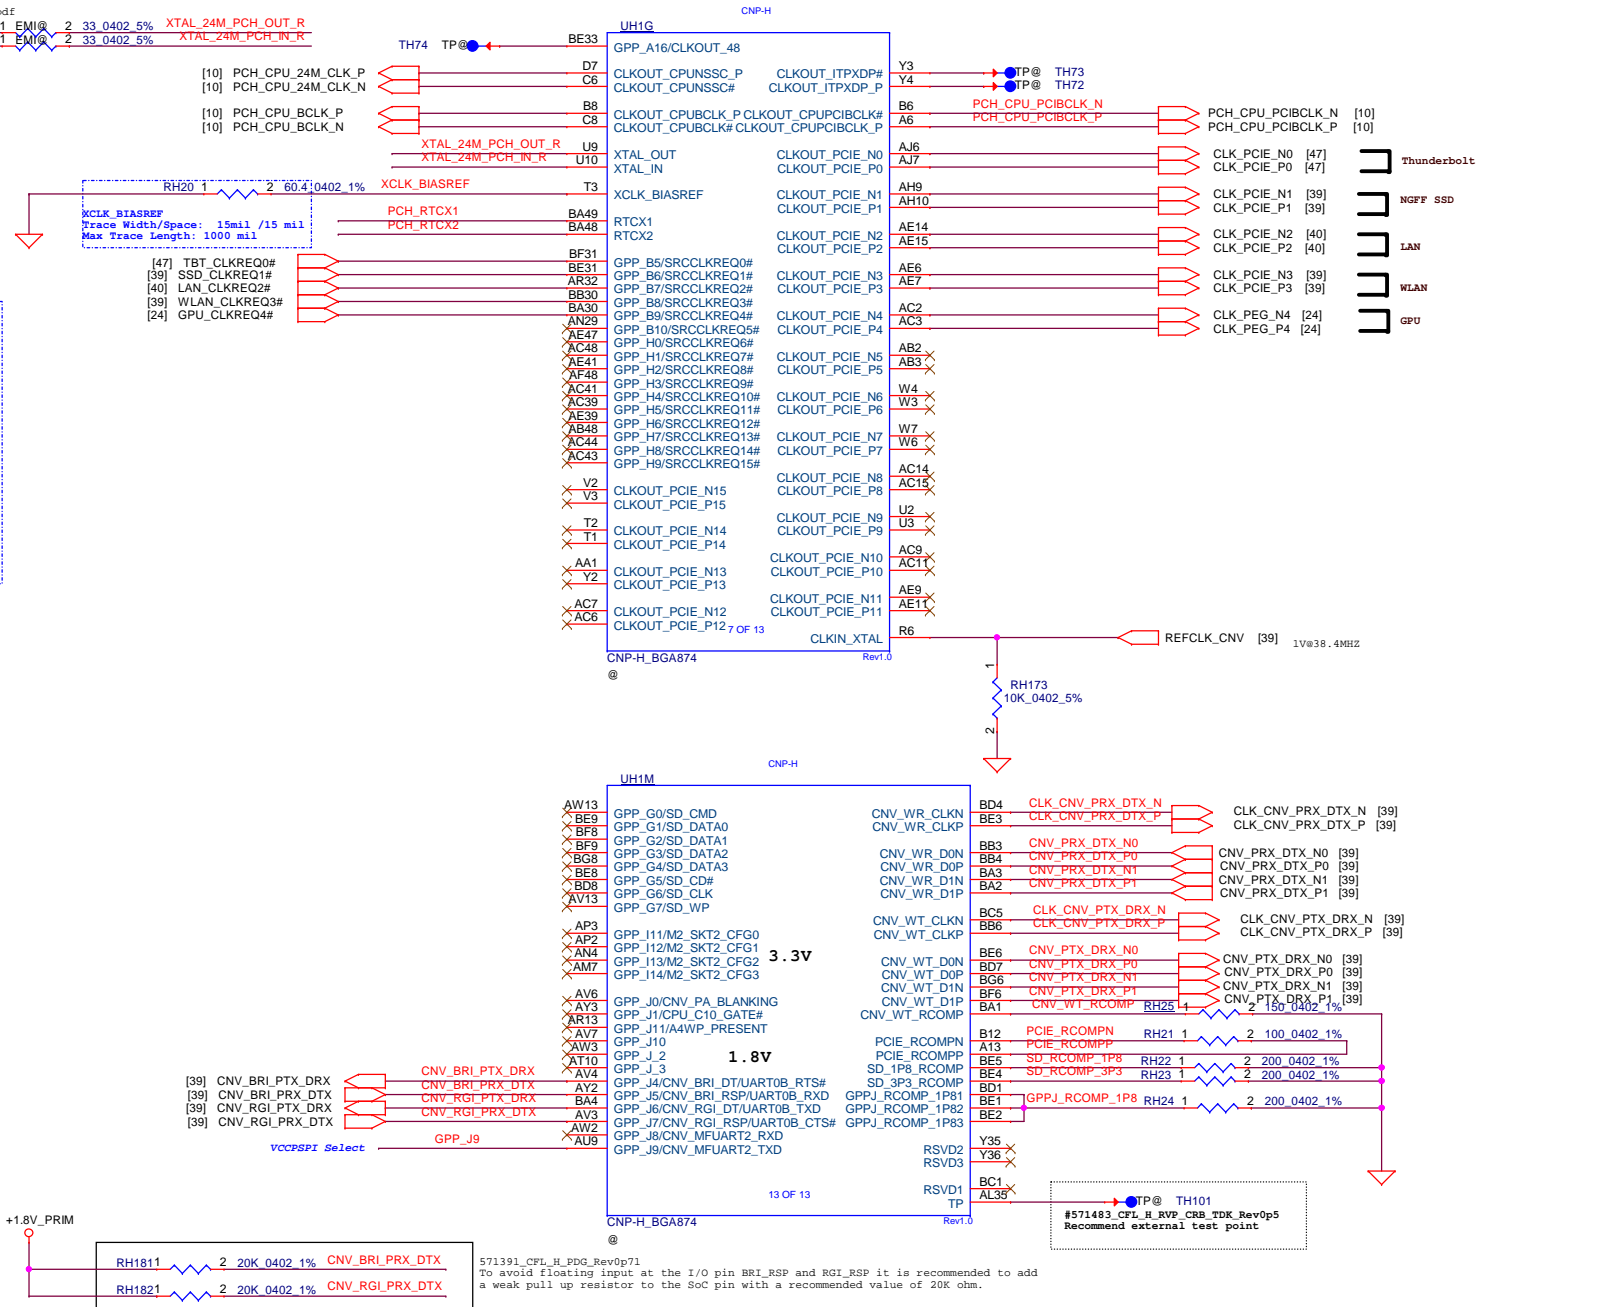 odf
1 EMI@ 2 33_0402_5% XTAL_24M_PCH_OUT_R
1 EMI@ 2 33_0402_5% XTAL_24M_PCH_IN_R
CNP-H
UH1G
TH74 TP@ BE33 GPP_A16/CLKOUT_48
[10] PCH_CPU_24M_CLK_P D7 CLKOUT_CPUNSSC_P CLKOUT_ITPXDP# Y3 TP@ TH73
[10] PCH_CPU_24M_CLK_N C6 CLKOUT_CPUNSSC# CLKOUT_ITPXDP_P Y4 TP@ TH72
[10] PCH_CPU_BCLK_P B8 CLKOUT_CPUBCLK_P CLKOUT_CPUPCIBCLK# B6 PCH_CPU_PCIBCLK_N PCH_CPU_PCIBCLK_N [10]
[10] PCH_CPU_BCLK_N C8 CLKOUT_CPUBCLK# CLKOUT_CPUPCIBCLK_P A6 PCH_CPU_PCIBCLK_P PCH_CPU_PCIBCLK_P [10]
XTAL_24M_PCH_OUT_R U9 XTAL_OUT CLKOUT_PCIE_N0 AJ6 CLK_PCIE_N0 [47]
XTAL_24M_PCH_IN_R U10 XTAL_IN CLKOUT_PCIE_P0 AJ7 CLK_PCIE_P0 [47] Thunderbolt
RH20 1 2 60.4_0402_1% XCLK_BIASREF T3 XCLK_BIASREF CLKOUT_PCIE_N1 AH9 CLK_PCIE_N1 [39]
CLKOUT_PCIE_P1 AH10 CLK_PCIE_P1 [39] NGFF SSD
XCLK_BIASREF
Trace Width/Space: 15mil /15 mil
Max Trace Length: 1000 mil
PCH_RTCX1 BA49 RTCX1
PCH_RTCX2 BA48 RTCX2 CLKOUT_PCIE_N2 AE14 CLK_PCIE_N2 [40]
CLKOUT_PCIE_P2 AE15 CLK_PCIE_P2 [40] LAN
[47] TBT_CLKREQ0# BF31 GPP_B5/SRCCLKREQ0#
[39] SSD_CLKREQ1# BE31 GPP_B6/SRCCLKREQ1# CLKOUT_PCIE_N3 AE6 CLK_PCIE_N3 [39]
[40] LAN_CLKREQ2# AR32 GPP_B7/SRCCLKREQ2# CLKOUT_PCIE_P3 AE7 CLK_PCIE_P3 [39] WLAN
[39] WLAN_CLKREQ3# BB30 GPP_B8/SRCCLKREQ3#
[24] GPU_CLKREQ4# BA30 GPP_B9/SRCCLKREQ4# CLKOUT_PCIE_N4 AC2 CLK_PEG_N4 [24]
AN29 GPP_B10/SRCCLKREQ5# CLKOUT_PCIE_P4 AC3 CLK_PEG_P4 [24] GPU
AE47 GPP_H0/SRCCLKREQ6#
AC48 GPP_H1/SRCCLKREQ7# CLKOUT_PCIE_N5 AB2
AE41 GPP_H2/SRCCLKREQ8# CLKOUT_PCIE_P5 AB3
AF48 GPP_H3/SRCCLKREQ9#
AC41 GPP_H4/SRCCLKREQ10# CLKOUT_PCIE_N6 W4
AC39 GPP_H5/SRCCLKREQ11# CLKOUT_PCIE_P6 W3
AE39 GPP_H6/SRCCLKREQ12#
AB48 GPP_H7/SRCCLKREQ13# CLKOUT_PCIE_N7 W7
AC44 GPP_H8/SRCCLKREQ14# CLKOUT_PCIE_P7 W6
AC43 GPP_H9/SRCCLKREQ15#
CLKOUT_PCIE_N8 AC14
V2 CLKOUT_PCIE_N15 CLKOUT_PCIE_P8 AC15
V3 CLKOUT_PCIE_P15
CLKOUT_PCIE_N9 U2
T2 CLKOUT_PCIE_N14 CLKOUT_PCIE_P9 U3
T1 CLKOUT_PCIE_P14
CLKOUT_PCIE_N10 AC9
AA1 CLKOUT_PCIE_N13 CLKOUT_PCIE_P10 AC11
Y2 CLKOUT_PCIE_P13
CLKOUT_PCIE_N11 AE9
AC7 CLKOUT_PCIE_N12 CLKOUT_PCIE_P11 AE11
AC6 CLKOUT_PCIE_P12 7 OF 13
CLKIN_XTAL R6 REFCLK_CNV [39] 1V@38.4MHZ
CNP-H_BGA874 Rev1.0
@
1 RH173
10K_0402_5%
2
CNP-H
UH1M
AW13 GPP_G0/SD_CMD CNV_WR_CLKN BD4 CLK_CNV_PRX_DTX_N CLK_CNV_PRX_DTX_N [39]
BE9 GPP_G1/SD_DATA0 CNV_WR_CLKP BE3 CLK_CNV_PRX_DTX_P CLK_CNV_PRX_DTX_P [39]
BF8 GPP_G2/SD_DATA1
BF9 GPP_G3/SD_DATA2 CNV_WR_D0N BB3 CNV_PRX_DTX_N0 CNV_PRX_DTX_N0 [39]
BG8 GPP_G4/SD_DATA3 CNV_WR_D0P BB4 CNV_PRX_DTX_P0 CNV_PRX_DTX_P0 [39]
BE8 GPP_G5/SD_CD# CNV_WR_D1N BA3 CNV_PRX_DTX_N1 CNV_PRX_DTX_N1 [39]
BD8 GPP_G6/SD_CLK CNV_WR_D1P BA2 CNV_PRX_DTX_P1 CNV_PRX_DTX_P1 [39]
AV13 GPP_G7/SD_WP
CNV_WT_CLKN BC5 CLK_CNV_PTX_DRX_N CLK_CNV_PTX_DRX_N [39]
AP3 GPP_I11/M2_SKT2_CFG0 CNV_WT_CLKP BB6 CLK_CNV_PTX_DRX_P CLK_CNV_PTX_DRX_P [39]
AP2 GPP_I12/M2_SKT2_CFG1
AN4 GPP_I13/M2_SKT2_CFG2 3.3V CNV_WT_D0N BE6 CNV_PTX_DRX_N0 CNV_PTX_DRX_N0 [39]
AM7 GPP_I14/M2_SKT2_CFG3 CNV_WT_D0P BD7 CNV_PTX_DRX_P0 CNV_PTX_DRX_P0 [39]
CNV_WT_D1N BG6 CNV_PTX_DRX_N1 CNV_PTX_DRX_N1 [39]
AV6 GPP_J0/CNV_PA_BLANKING CNV_WT_D1P BF6 CNV_PTX_DRX_P1 CNV_PTX_DRX_P1 [39]
AY3 GPP_J1/CPU_C10_GATE# CNV_WT_RCOMP BA1 CNV_WT_RCOMP RH25 1 2 150_0402_1%
AR13 GPP_J11/A4WP_PRESENT
AV7 GPP_J10 PCIE_RCOMPN B12 PCIE_RCOMPN RH21 1 2 100_0402_1%
AW3 GPP_J_2 1.8V PCIE_RCOMPP A13 PCIE_RCOMPP
AT10 GPP_J_3 SD_1P8_RCOMP BE5 SD_RCOMP_1P8 RH22 1 2 200_0402_1%
[39] CNV_BRI_PTX_DRX CNV_BRI_PTX_DRX AV4 GPP_J4/CNV_BRI_DT/UART0B_RTS# SD_3P3_RCOMP BE4 SD_RCOMP_3P3 RH23 1 2 200_0402_1%
[39] CNV_BRI_PRX_DTX CNV_BRI_PRX_DTX AY2 GPP_J5/CNV_BRI_RSP/UART0B_RXD GPPJ_RCOMP_1P81 BD1
[39] CNV_RGI_PTX_DRX CNV_RGI_PTX_DRX BA4 GPP_J6/CNV_RGI_DT/UART0B_TXD GPPJ_RCOMP_1P82 BE1 GPPJ_RCOMP_1P8 RH24 1 2 200_0402_1%
[39] CNV_RGI_PRX_DTX CNV_RGI_PRX_DTX AV3 GPP_J7/CNV_RGI_RSP/UART0B_CTS# GPPJ_RCOMP_1P83 BE2
AW2 GPP_J8/CNV_MFUART2_RXD
VCCPSPI Select GPP_J9 AU9 GPP_J9/CNV_MFUART2_TXD RSVD2 Y35
RSVD3 Y36
RSVD1 BC1
13 OF 13 TP AL35 TP@ TH101
#571483_CFL_H_RVP_CRB_TDK_Rev0p5
Recommend external test point
CNP-H_BGA874 Rev1.0
@
+1.8V_PRIM
RH181 1 2 20K_0402_1% CNV_BRI_PRX_DTX
RH182 1 2 20K_0402_1% CNV_RGI_PRX_DTX
571391_CFL_H_PDG_Rev0p71
To avoid floating input at the I/O pin BRI_RSP and RGI_RSP it is recommended to add
a weak pull up resistor to the SoC pin with a recommended value of 20K ohm.